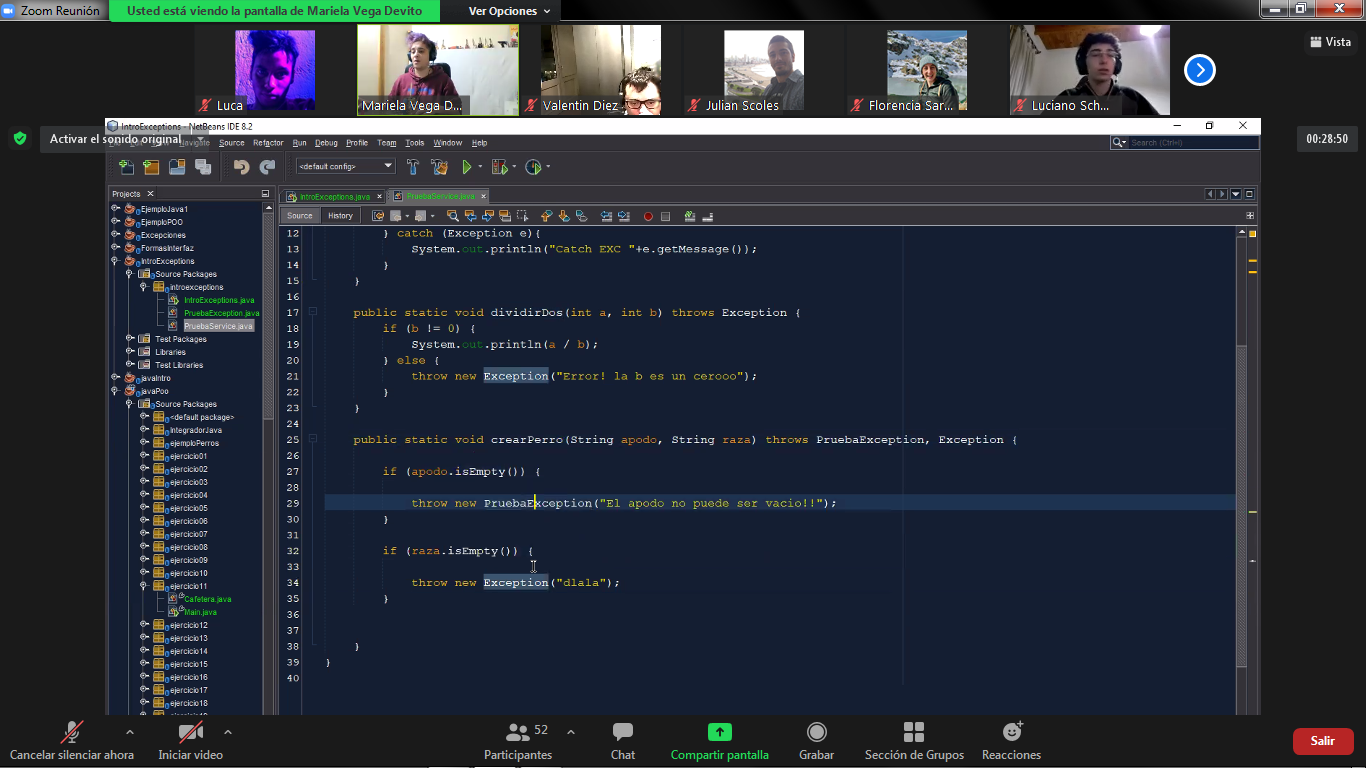 Zoom Reunión
Usted está viendo la pantalla de Mariela Vega Devito
Ver Opciones
Vista
Luca
Mariela Vega D...
Valentin Diez
Julian Scoles
Florencia Sar...
Luciano Sch...
IntroExceptions - NetBeans IDE 8.2
Activar el sonido original
00:28:50
Navigate Source Refactor Run Debug Profile Team Tools Window Help
Search (Ctrl+I)
<default config>
Projects
IntroExceptions.java
PruebaService.java
Source
History
EjemploJava1
EjemploPOO
Excepciones
FormasInterfaz
IntroExceptions
Source Packages
introexceptions
IntroExceptions.java
PruebaException.java
PruebaService.java
Test Packages
Libraries
Test Libraries
javaIntro
javaPoo
Source Packages
<default package>
IntegradorJava
ejemploPerros
ejercicio01
ejercicio02
ejercicio03
ejercicio04
ejercicio05
ejercicio06
ejercicio07
ejercicio08
ejercicio09
ejercicio10
ejercicio11
Cafetera.java
Main.java
ejercicio12
ejercicio13
ejercicio14
ejercicio15
ejercicio16
ejercicio17
ejercicio18
12 } catch (Exception e){
13 System.out.println("Catch EXC "+e.getMessage());
14 }
15 }
16
17 public static void dividirDos(int a, int b) throws Exception {
18 if (b != 0) {
19 System.out.println(a / b);
20 } else {
21 throw new Exception("Error! la b es un cerooo");
22 }
23 }
24
25 public static void crearPerro(String apodo, String raza) throws PruebaException, Exception {
26
27 if (apodo.isEmpty()) {
28
29 throw new PruebaException("El apodo no puede ser vacio!!");
30 }
31
32 if (raza.isEmpty()) {
33
34 throw new Exception("dlala");
35 }
36
37
38 }
39 }
40
Cancelar silenciar ahora
Iniciar video
52
Participantes
Chat
Compartir pantalla
Grabar
Sección de Grupos
Reacciones
Salir